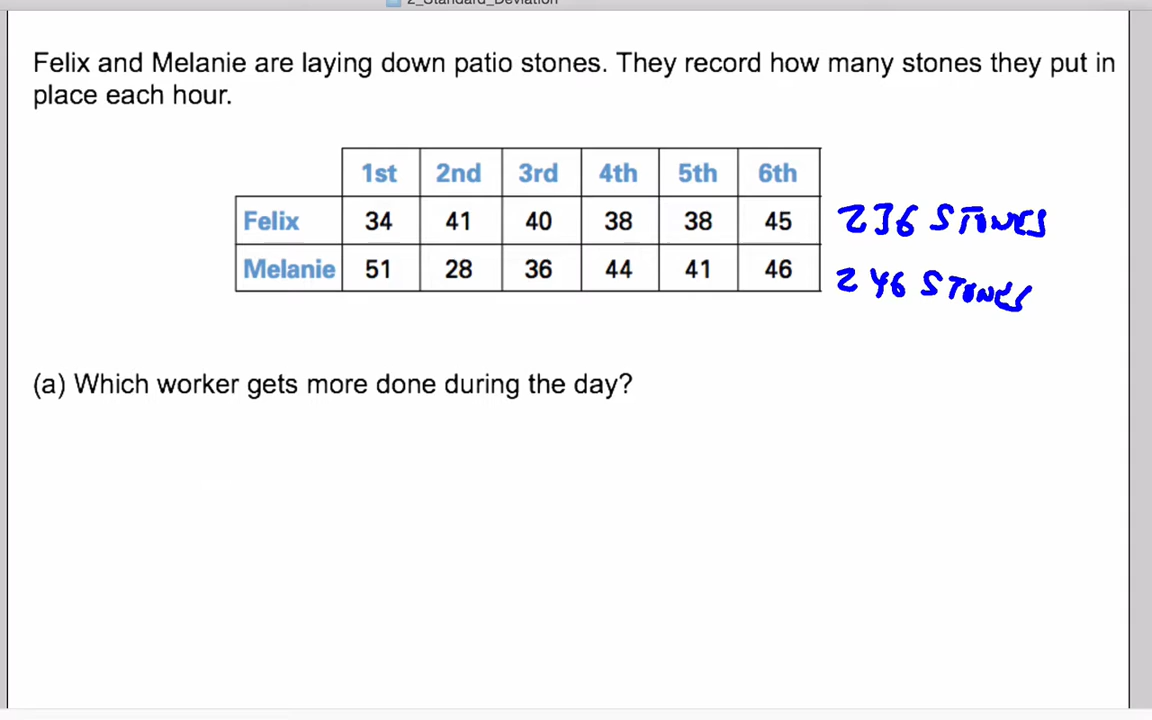 2_Standard_Deviation
Felix and Melanie are laying down patio stones. They record how many stones they put in
place each hour.
1st 2nd 3rd 4th 5th 6th
Felix 34 41 40 38 38 45 236 STONES
Melanie 51 28 36 44 41 46 246 STONES
(a) Which worker gets more done during the day?